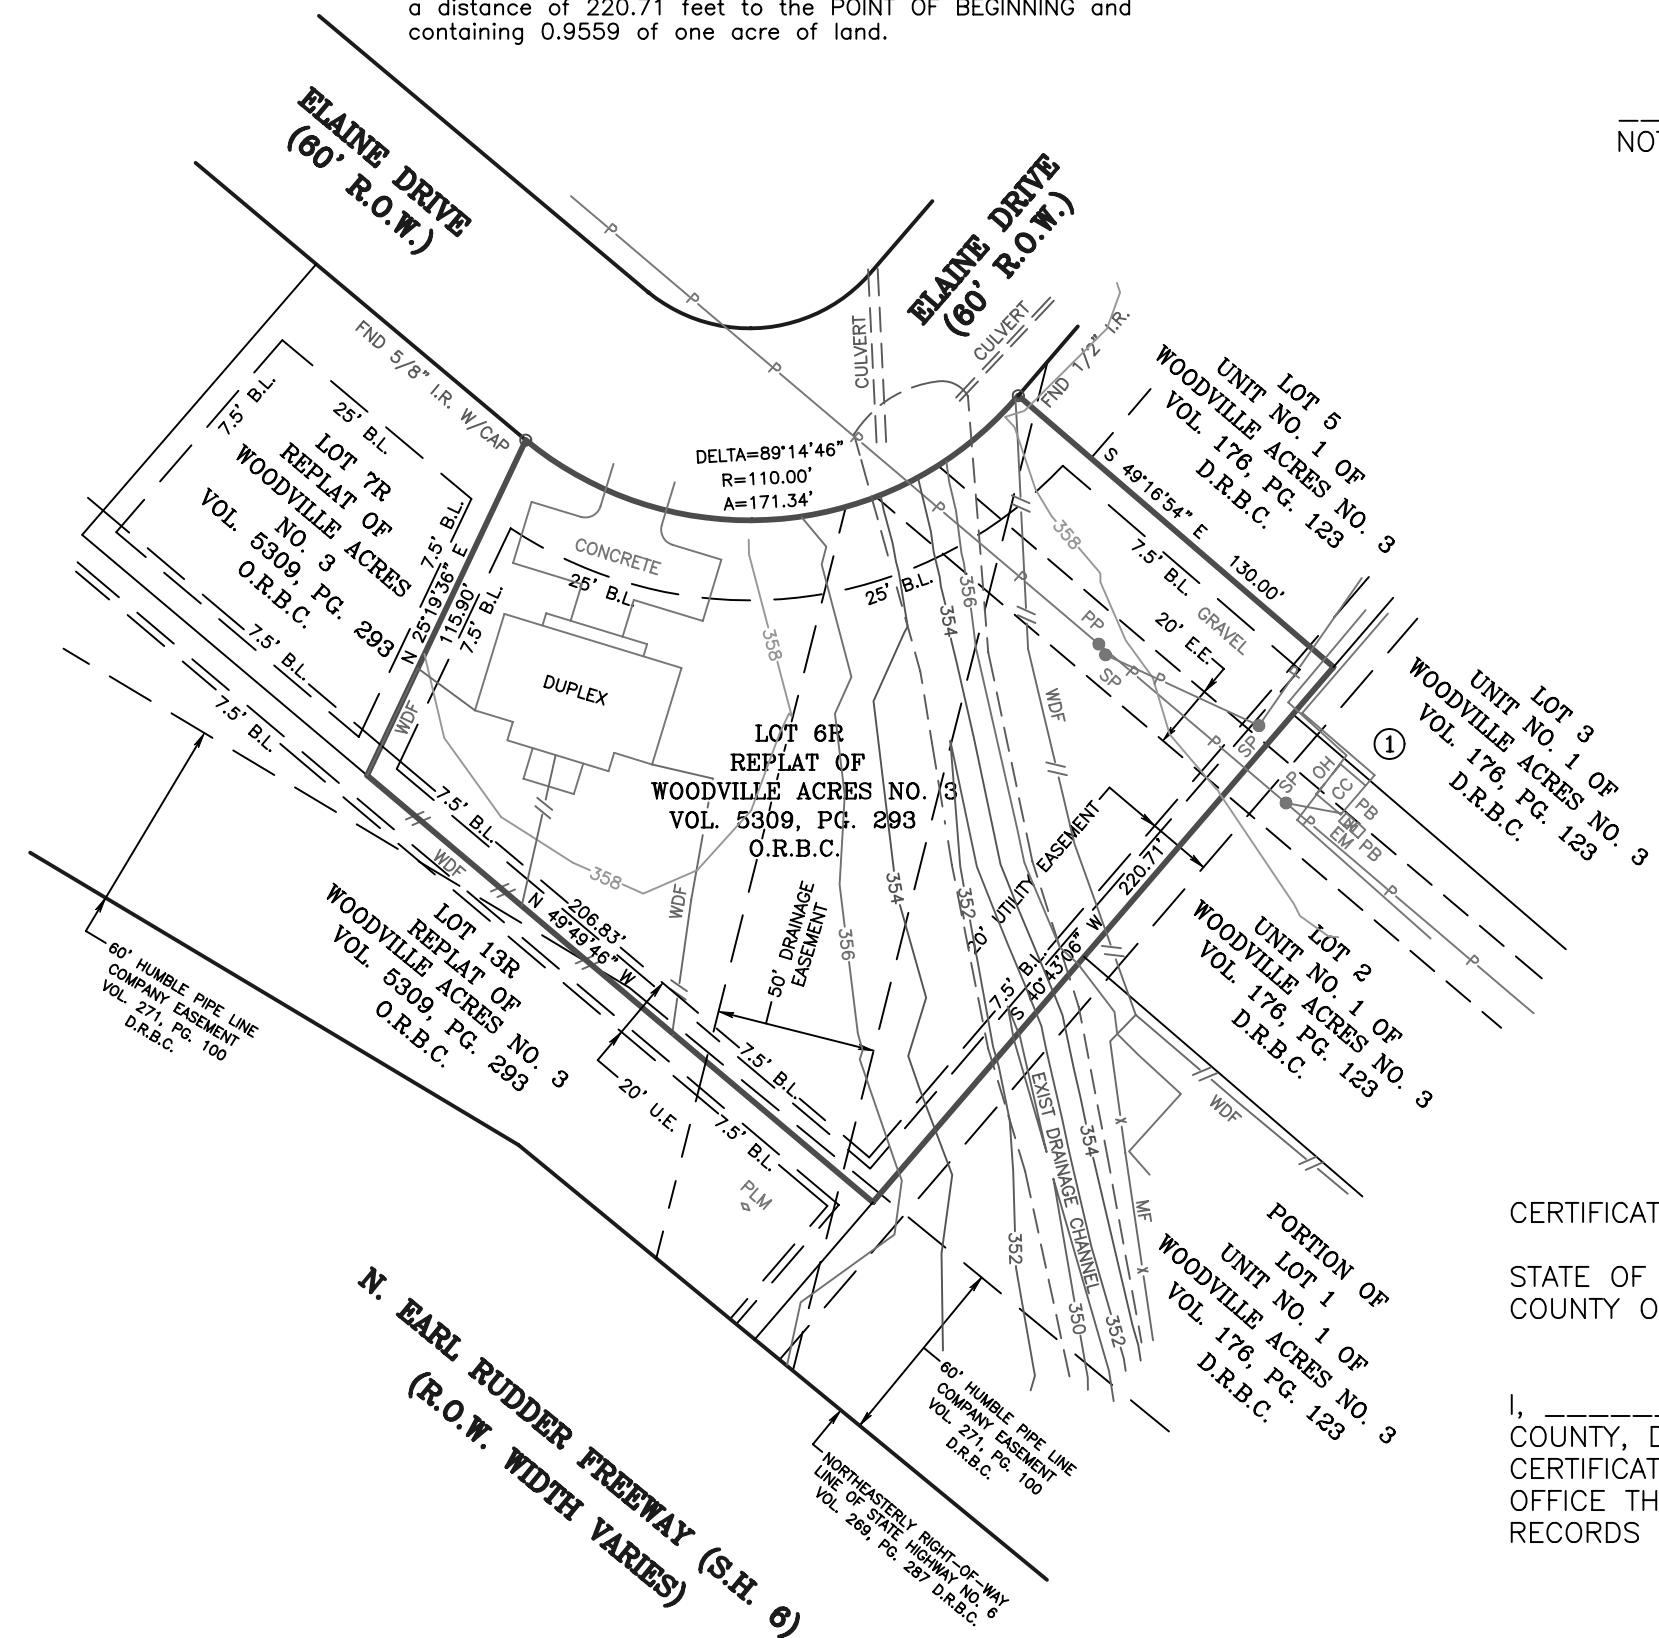 a distance of 220.71 feet to the POINT OF BEGINNING and
containing 0.9559 of one acre of land.
ELAINE DRIVE
(60' R.O.W.)
ELAINE DRIVE
(60' R.O.W.)
CULVERT
CULVERT
FND 1/2" I.R.
FND 5/8" I.R. W/CAP
7.5' B.L.
25' B.L.
LOT 7R
REPLAT OF
WOODVILLE ACRES
NO. 3
VOL. 5309, PG. 293
O.R.B.C.
7.5' B.L.
7.5' B.L.
7.5' B.L.
N 25°19'36" E
115.90'
7.5' B.L.
DELTA=89°14'46"
R=110.00'
A=171.34'
P
P
P
P
P
P
P
P
P
P
P
P
CONCRETE
25' B.L.
25' B.L.
DUPLEX
WDF
358
358
358
354
356
S 49°16'54" E
130.00'
7.5' B.L.
GRAVEL
20' E.E.
PP
SP
SP
SP
WDF
LOT 5
UNIT NO. 1 OF
WOODVILLE ACRES NO. 3
VOL. 176, PG. 123
D.R.B.C.
LOT 3
UNIT NO. 1 OF
WOODVILLE ACRES NO. 3
VOL. 176, PG. 123
D.R.B.C.
1
OH
CC
PB
PB
EM
LOT 6R
REPLAT OF
WOODVILLE ACRES NO. 3
VOL. 5309, PG. 293
O.R.B.C.
20' UTILITY EASEMENT
220.71'
S 40°43'06" W
7.5' B.L.
50' DRAINAGE
EASEMENT
WDF
WDF
354
356
352
7.5' B.L.
206.83'
N 49°49'46" W
7.5' B.L.
7.5' B.L.
20' U.E.
PLM
LOT 13R
REPLAT OF
WOODVILLE ACRES NO. 3
VOL. 5309, PG. 293
O.R.B.C.
60' HUMBLE PIPE LINE
COMPANY EASEMENT
VOL. 271, PG. 100
D.R.B.C.
LOT 2
UNIT NO. 1 OF
WOODVILLE ACRES NO. 3
VOL. 176, PG. 123
D.R.B.C.
WDF
EXIST DRAINAGE CHANNEL
354
x
MF
x
352
350
352
PORTION OF
LOT 1
UNIT NO. 1 OF
WOODVILLE ACRES NO. 3
VOL. 176, PG. 123
D.R.B.C.
60' HUMBLE PIPE LINE
COMPANY EASEMENT
VOL. 271, PG. 100
D.R.B.C.
NORTHEASTERLY RIGHT-OF-WAY
LINE OF STATE HIGHWAY NO. 6
VOL. 269, PG. 287 D.R.B.C.
N. EARL RUDDER FREEWAY (S.H. 6)
(R.O.W. WIDTH VARIES)
NOT
CERTIFICAT
STATE OF
COUNTY O
I, ______
COUNTY, D
CERTIFICAT
OFFICE TH
RECORDS